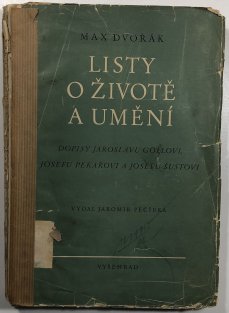 MAX DVOŘÁK
LISTY
O ŽIVOTĚ
A UMĚNÍ
DOPISY JAROSLAVU GOLLOVI,
JOSEFU PEKAŘOVI A JOSEFU ŠUSTOVI
VYDAL JAROMÍR PEČÍRKA
VYŠEHRAD